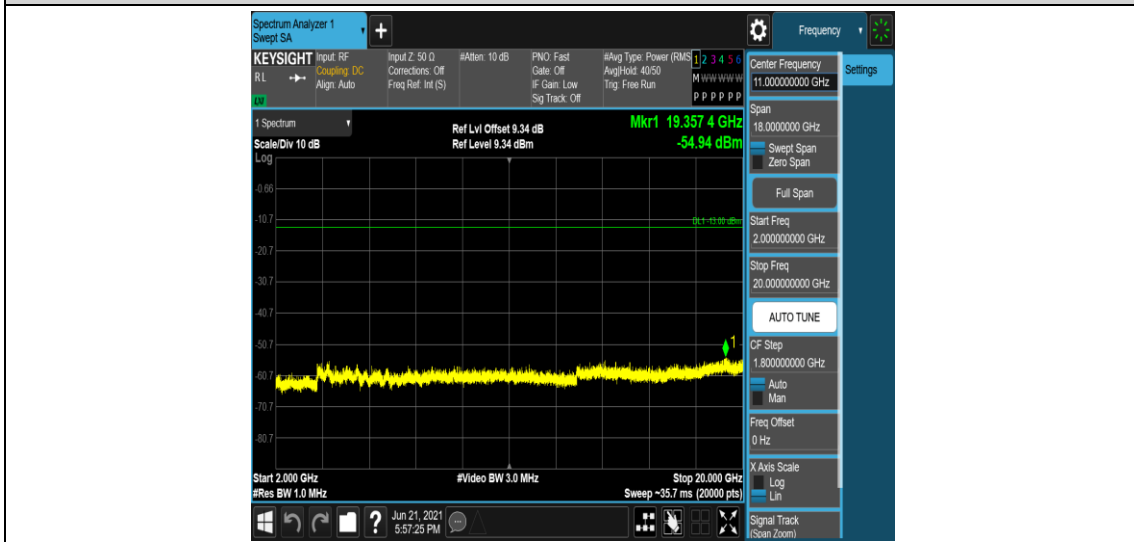 Spectrum Analyzer 1
Swept SA
+
Frequency
KEYSIGHT
RL
LXI
Input: RF
Coupling: DC
Align: Auto
Input Z: 50 Ω
Corrections: Off
Freq Ref: Int (S)
#Atten: 10 dB
PNO: Fast
Gate: Off
IF Gain: Low
Sig Track: Off
#Avg Type: Power (RMS
Avg|Hold: 40/50
Trig: Free Run
1 2 3 4 5 6
M W W W W W
P P P P P P
Center Frequency
11.000000000 GHz
Settings
Span
18.0000000 GHz
Swept Span
Zero Span
Full Span
Start Freq
2.000000000 GHz
Stop Freq
20.000000000 GHz
AUTO TUNE
CF Step
1.800000000 GHz
Auto
Man
Freq Offset
0 Hz
X Axis Scale
Log
Lin
Signal Track
(Span Zoom)
1 Spectrum
Scale/Div 10 dB
Ref Lvl Offset 9.34 dB
Ref Level 9.34 dBm
Mkr1 19.357 4 GHz
-54.94 dBm
Log
-0.66
-10.7
DL1 -13.00 dBm
-20.7
-30.7
-40.7
-50.7
1
-60.7
-70.7
-80.7
Start 2.000 GHz
#Video BW 3.0 MHz
Stop 20.000 GHz
#Res BW 1.0 MHz
Sweep ~35.7 ms (20000 pts)
?
Jun 21, 2021
5:57:25 PM